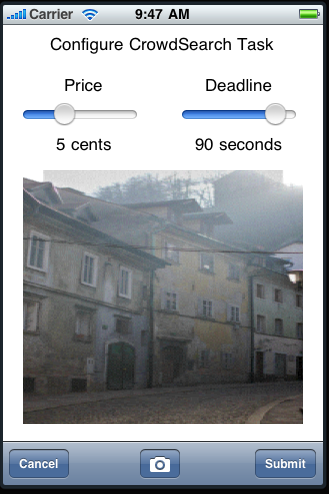 Carrier 9:47 AM
Configure CrowdSearch Task
Price Deadline
5 cents 90 seconds
Cancel Submit